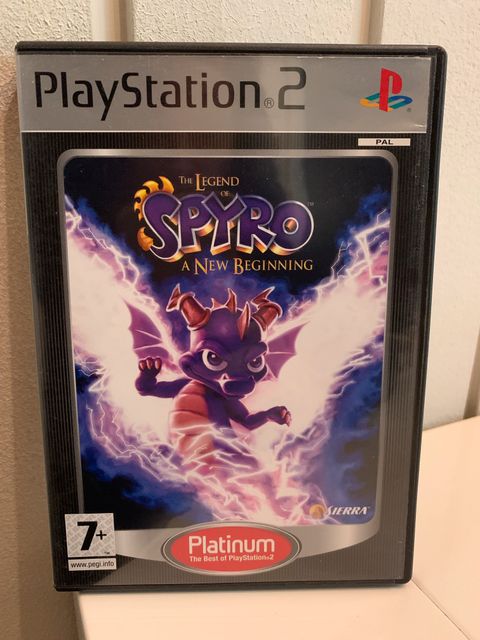 PlayStation®2
PAL
THE LEGEND
OF
SPYRO™
A NEW BEGINNING
SIERRA
7+
www.pegi.info
Platinum
The Best of PlayStation®2